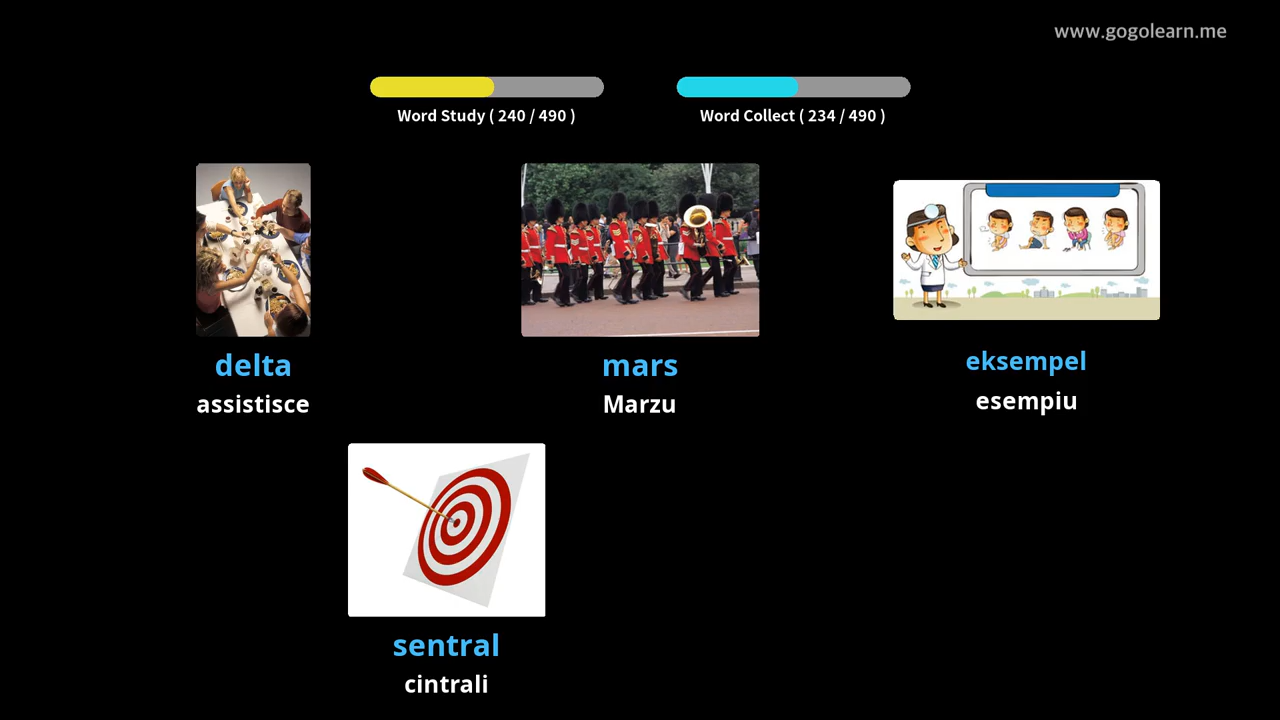 www.gogolearn.me
Word Study ( 240 / 490 )
Word Collect ( 234 / 490 )
delta
assistisce
mars
Marzu
eksempel
esempiu
sentral
cintrali